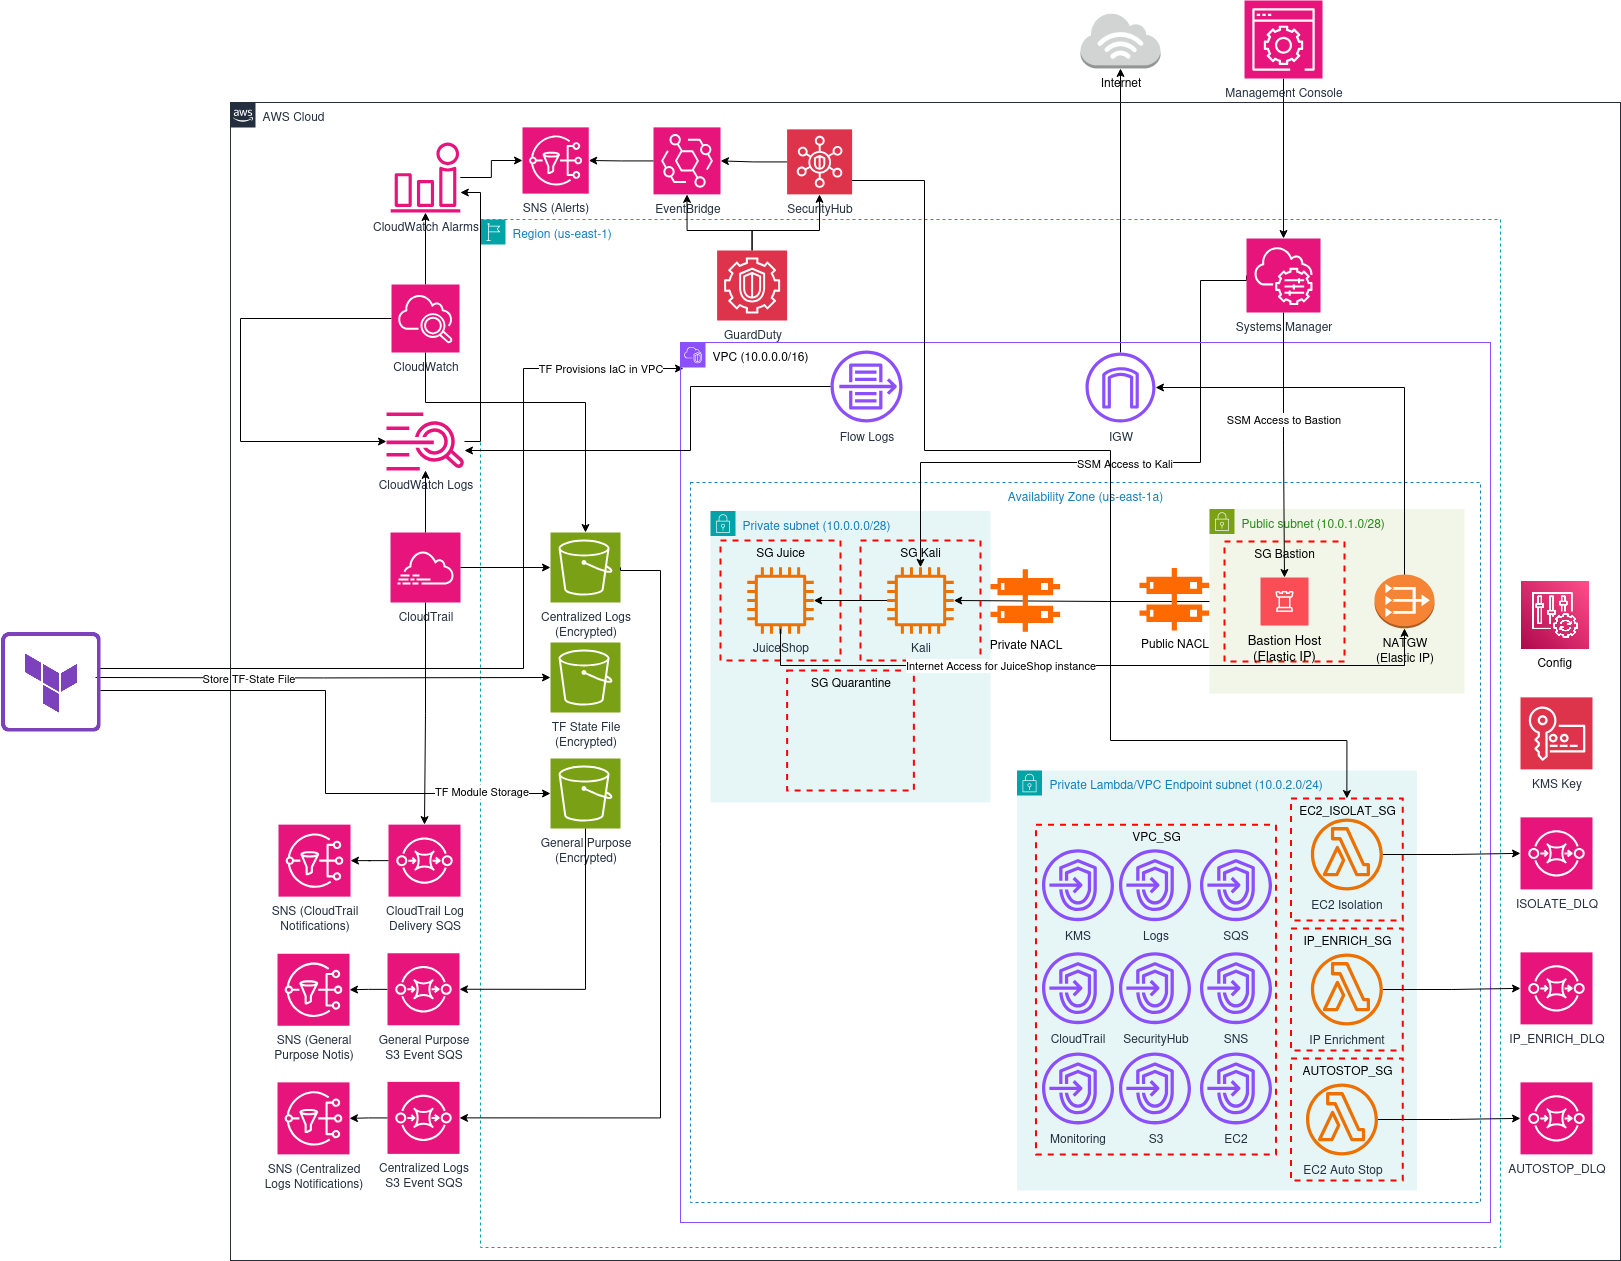 Internet
Management Console
aws
AWS Cloud
SNS (Alerts)
EventBridge
SecurityHub
CloudWatch Alarms
Region (us-east-1)
GuardDuty
Systems Manager
CloudWatch
TF Provisions IaC in VPC
VPC (10.0.0.0/16)
Flow Logs
IGW
SSM Access to Bastion
SSM Access to Kali
CloudWatch Logs
Availability Zone (us-east-1a)
Private subnet (10.0.0.0/28)
Public subnet (10.0.1.0/28)
SG Juice
SG Kali
SG Bastion
CloudTrail
Centralized Logs
(Encrypted)
JuiceShop
Kali
Private NACL
Public NACL
Bastion Host
(Elastic IP)
NATGW
(Elastic IP)
Config
Internet Access for JuiceShop instance
Store TF-State File
SG Quarantine
TF State File
(Encrypted)
TF Module Storage
General Purpose
(Encrypted)
KMS Key
Private Lambda/VPC Endpoint subnet (10.0.2.0/24)
VPC_SG
EC2_ISOLAT_SG
EC2 Isolation
ISOLATE_DLQ
SNS (CloudTrail
Notifications)
CloudTrail Log
Delivery SQS
KMS
Logs
SQS
IP_ENRICH_SG
IP Enrichment
IP_ENRICH_DLQ
SNS (General
Purpose Notis)
General Purpose
S3 Event SQS
CloudTrail
SecurityHub
SNS
AUTOSTOP_SG
EC2 Auto Stop
AUTOSTOP_DLQ
Monitoring
S3
EC2
SNS (Centralized
Logs Notifications)
Centralized Logs
S3 Event SQS